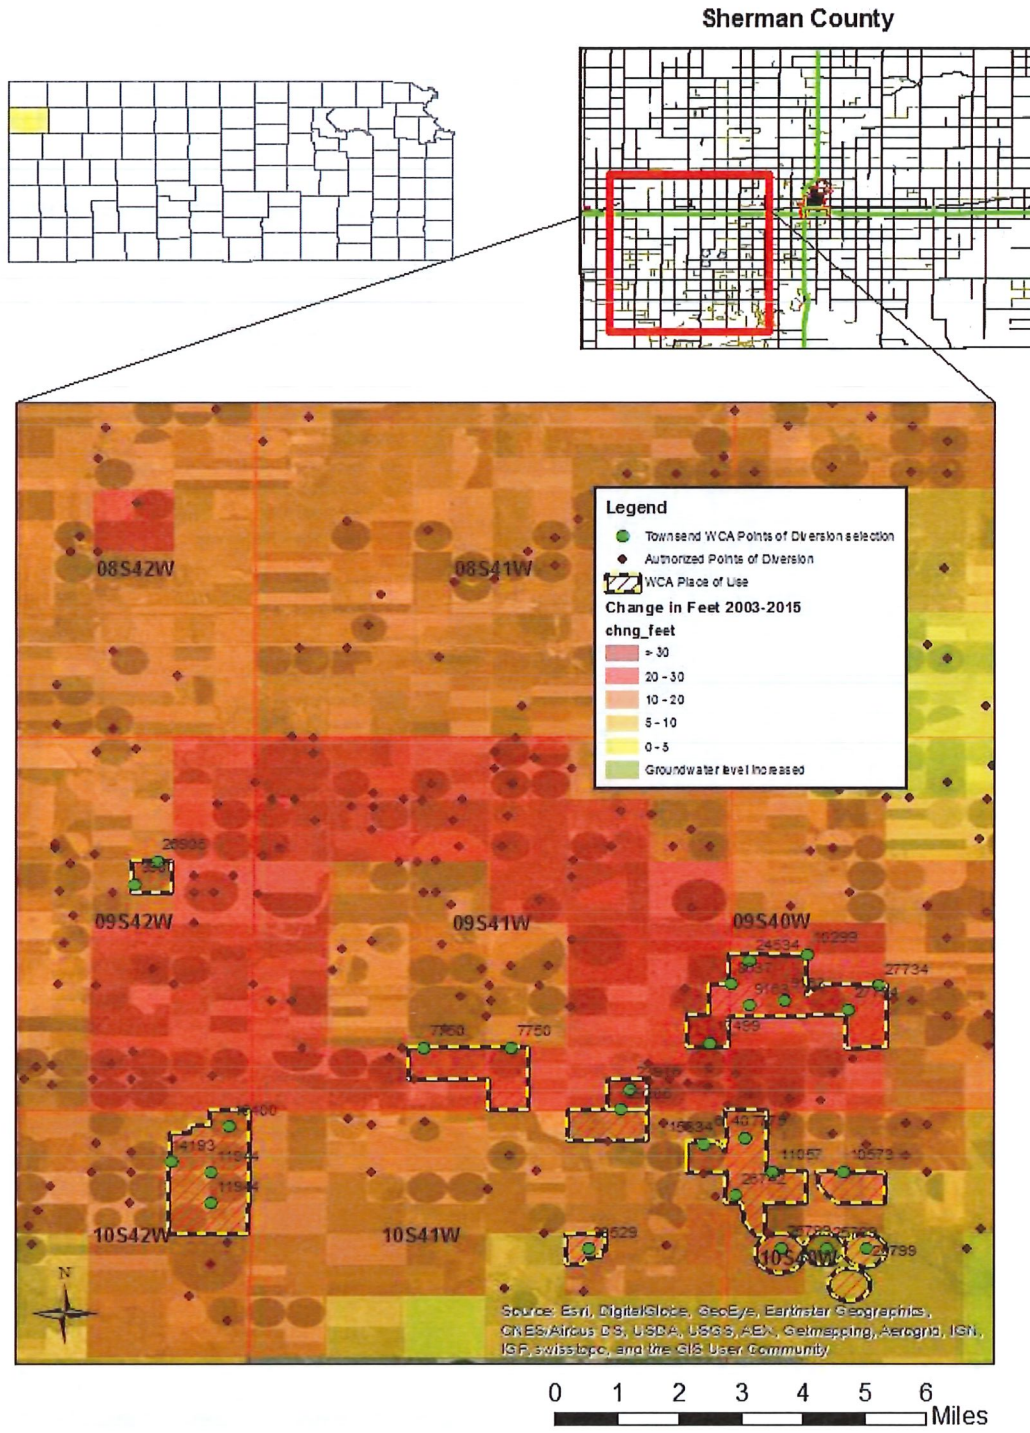 Sherman County
Legend
Townsend WCA Points of Diversion selection
Authorized Points of Diversion
WCA Place of Use
Change in Feet 2003-2015
chng_feet
> 30
20 - 30
10 - 20
5 - 10
0 - 5
Groundwater level Increased
08S42W
08S41W
09S42W
09S41W
09S40W
24534
27734
7750
7750
14193
11944
11944
11057
10573
10S42W
10S41W
10S40W
N
Source: Esri, DigitalGlobe, GeoEye, Earthstar Geographics,
CNES/Airbus DS, USDA, USGS, AEX, Getmapping, Aerogrid, IGN,
IGP, swisstopo, and the GIS User Community
0 1 2 3 4 5 6
Miles